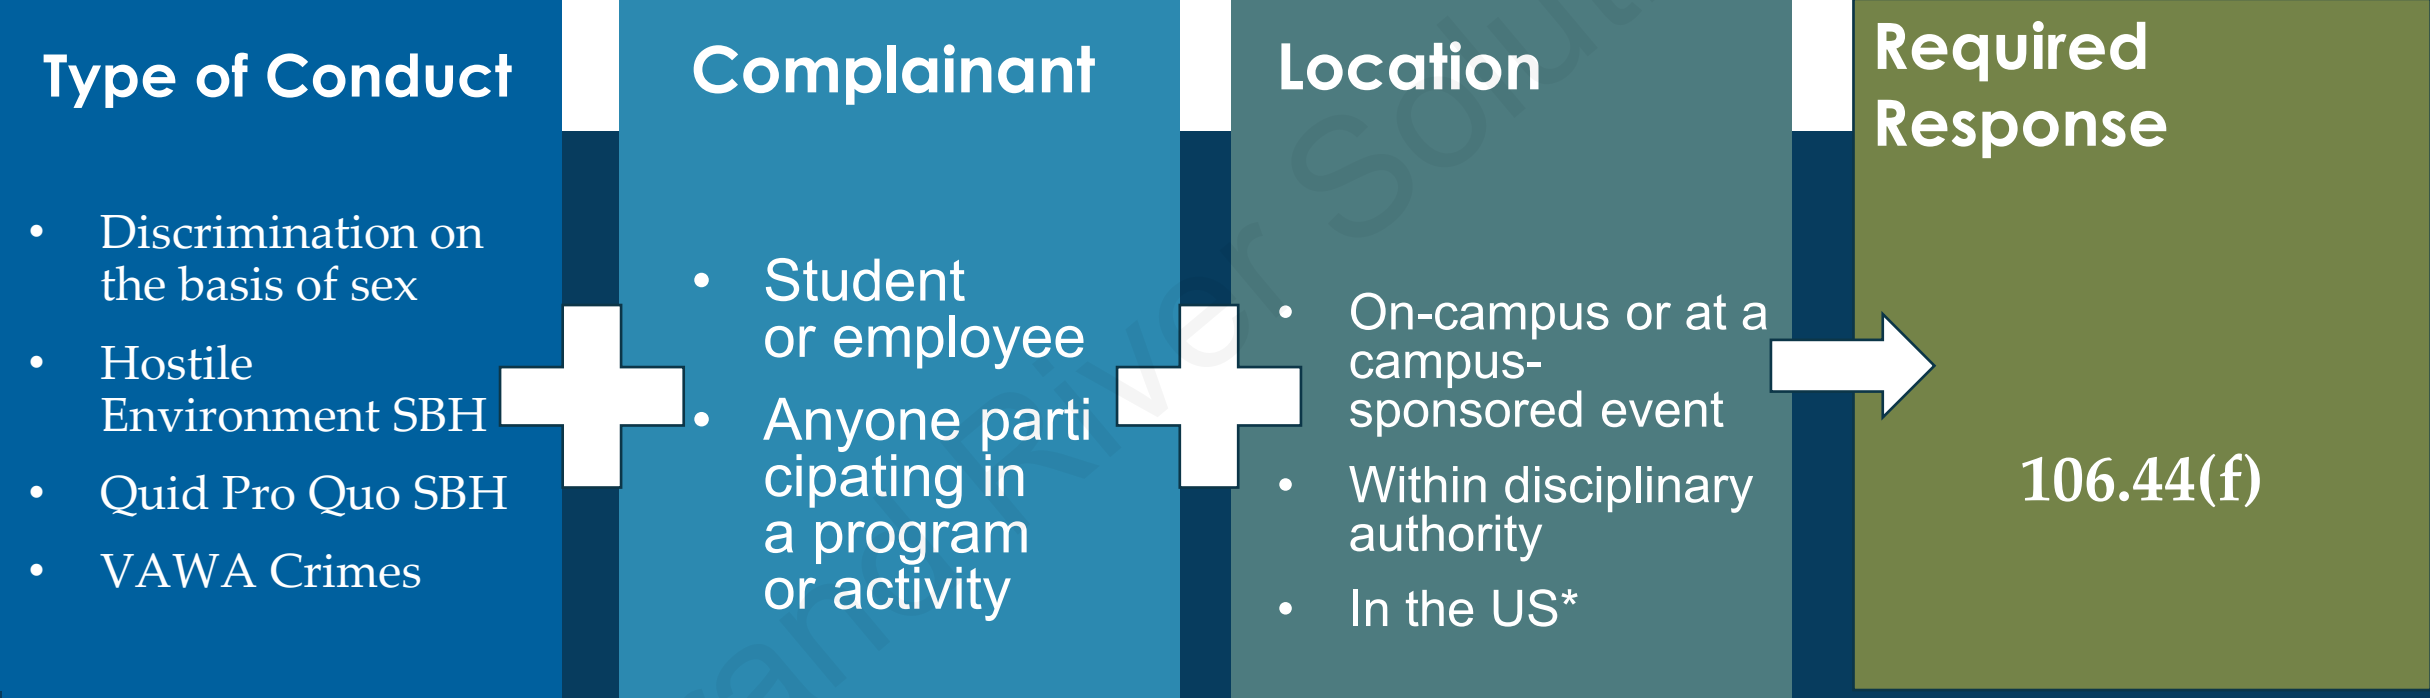 Type of Conduct
• Discrimination on
the basis of sex
• Hostile
Environment SBH
• Quid Pro Quo SBH
• VAWA Crimes
Complainant
• Student
or employee
• Anyone parti
cipating in
a program
or activity
Location
• On-campus or at a
campus-
sponsored event
• Within disciplinary
authority
• In the US*
Required
Response
106.44(f)